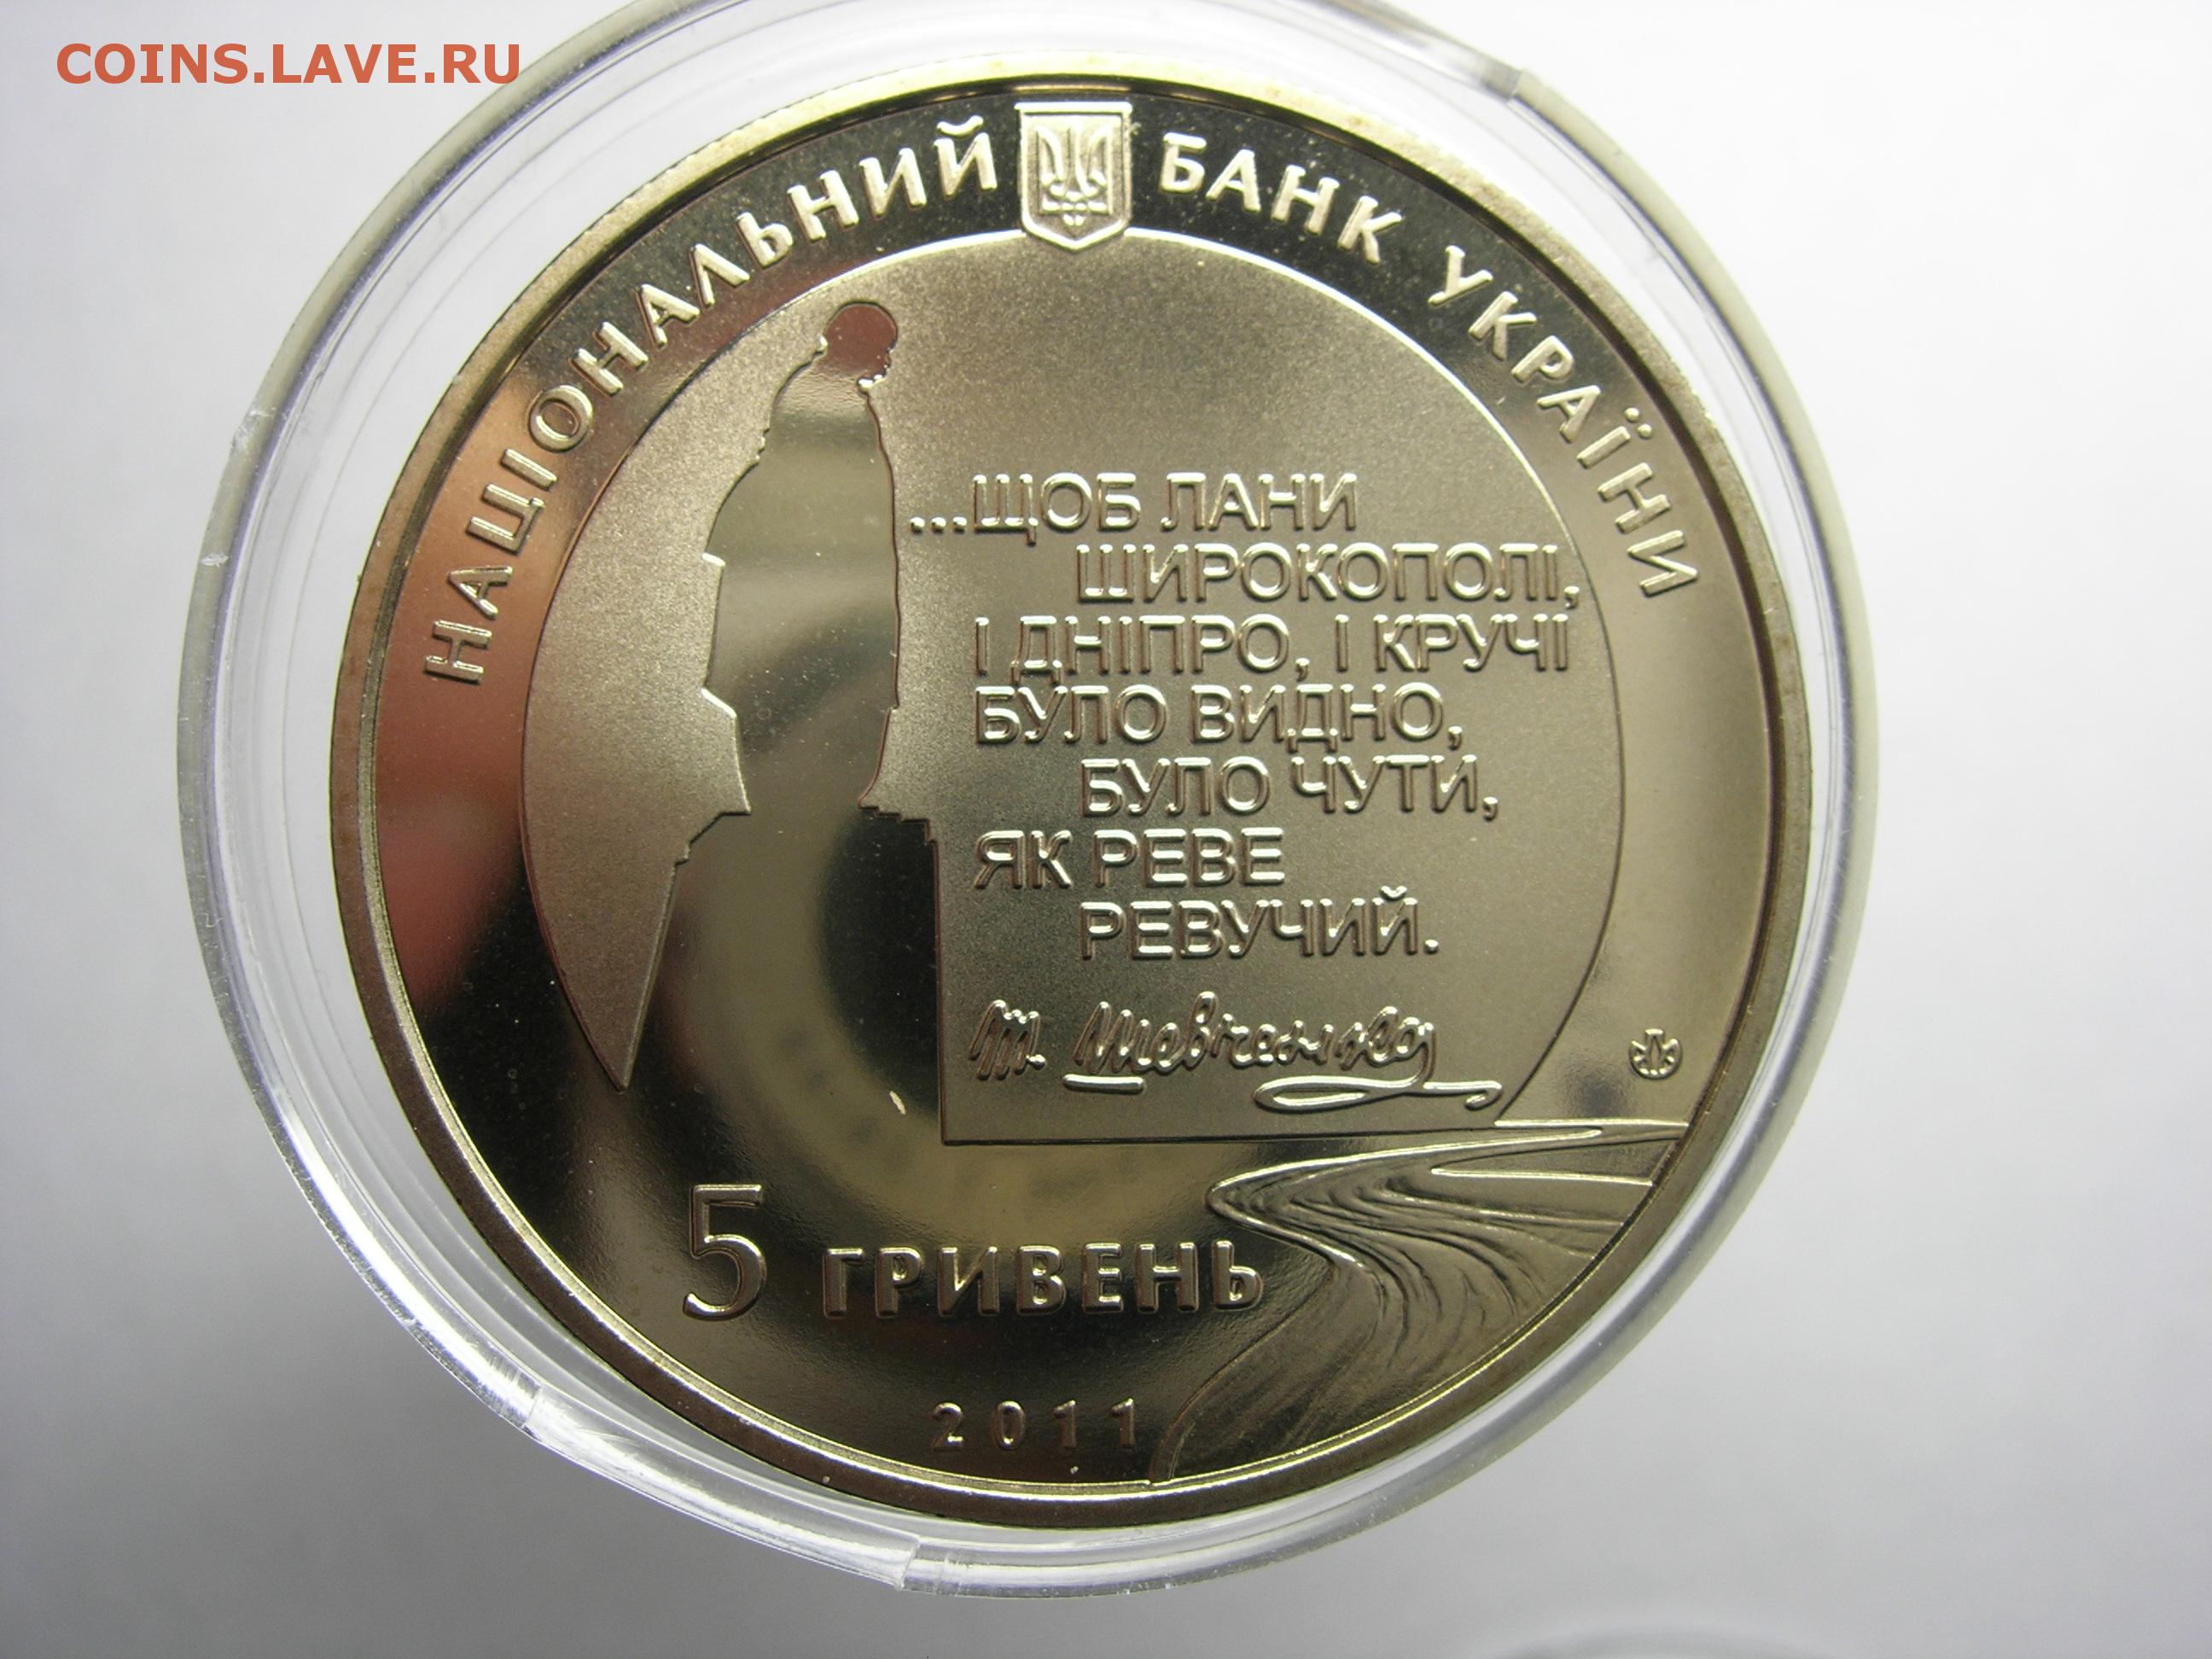 COINS.LAVE.RU
НАЦІОНАЛЬНИЙ БАНК УКРАЇНИ
...ЩОБ ЛАНИ
ШИРОКОПОЛІ,
І ДНІПРО, І КРУЧІ
БУЛО ВИДНО,
БУЛО ЧУТИ,
ЯК РЕВЕ
РЕВУЧИЙ.
Т. Шевченко
5 ГРИВЕНЬ
2011